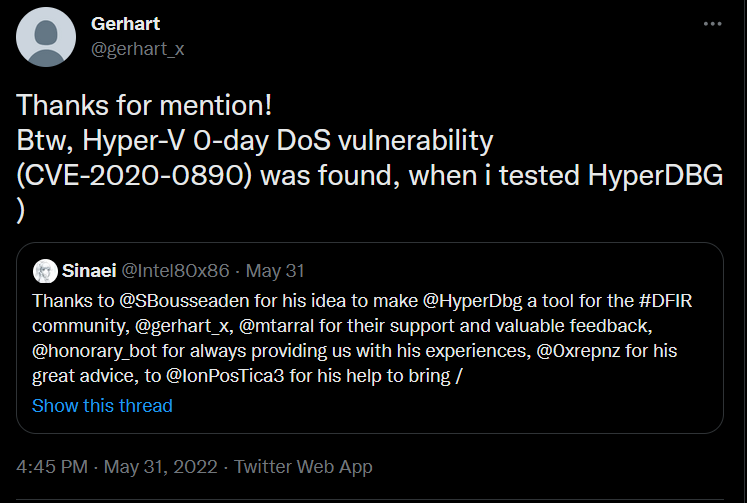 Gerhart
@gerhart_x
Thanks for mention!
Btw, Hyper-V 0-day DoS vulnerability
(CVE-2020-0890) was found, when i tested HyperDBG
)
Sinaei @Intel80x86 · May 31
Thanks to @SBousseaden for his idea to make @HyperDbg a tool for the #DFIR
community, @gerhart_x, @mtarral for their support and valuable feedback,
@honorary_bot for always providing us with his experiences, @0xrepnz for his
great advice, to @IonPosTica3 for his help to bring /
Show this thread
4:45 PM · May 31, 2022 · Twitter Web App